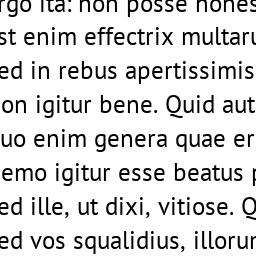 rgo ita: non posse hones
st enim effectrix multaru
ed in rebus apertissimis
on igitur bene. Quid aut
uo enim genera quae er
emo igitur esse beatus p
ed ille, ut dixi, vitiose. Q
ed vos squalidius, illorur